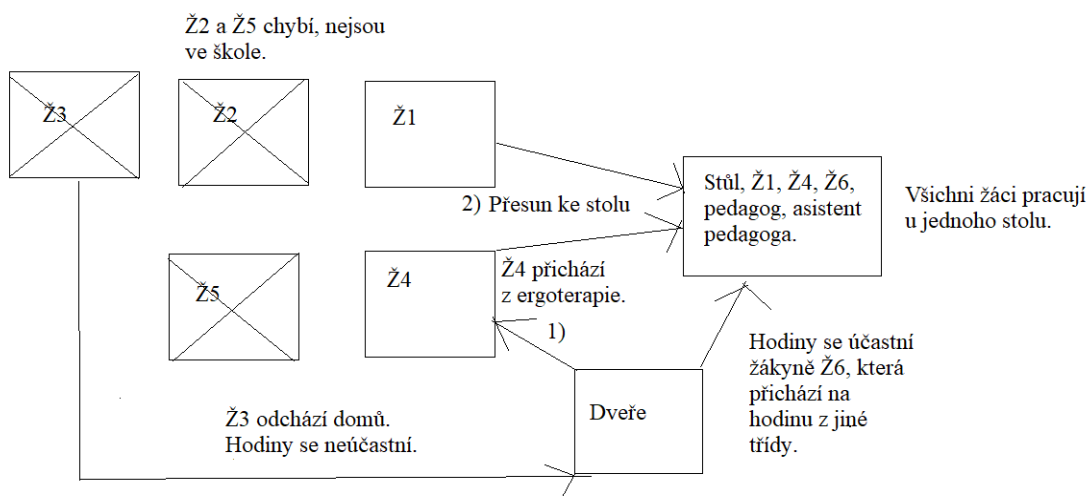 Ž2 a Ž5 chybí, nejsou
ve škole.
Ž3
Ž2
Ž1
Stůl, Ž1, Ž4, Ž6,
pedagog, asistent
pedagoga.
Všichni žáci pracují
u jednoho stolu.
2) Přesun ke stolu
Ž5
Ž4
Ž4 přichází
z ergoterapie.
1)
Hodiny se účastní
žákyně Ž6, která
přichází na
hodinu z jiné
třídy.
Dveře
Ž3 odchází domů.
Hodiny se neúčastní.